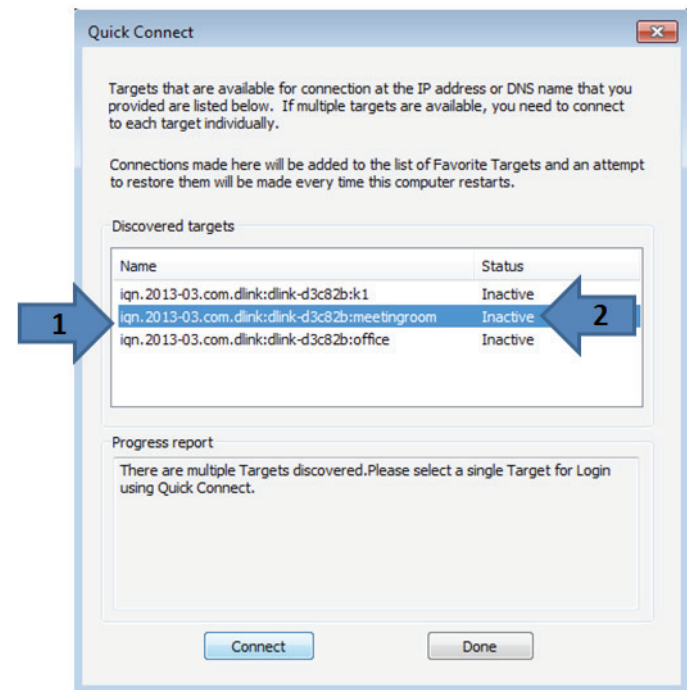 Quick Connect
Targets that are available for connection at the IP address or DNS name that you
provided are listed below. If multiple targets are available, you need to connect
to each target individually.
Connections made here will be added to the list of Favorite Targets and an attempt
to restore them will be made every time this computer restarts.
Discovered targets
Name Status
iqn.2013-03.com.dlink:dlink-d3c82b:k1 Inactive
1 iqn.2013-03.com.dlink:dlink-d3c82b:meetingroom Inactive 2
iqn.2013-03.com.dlink:dlink-d3c82b:office Inactive
Progress report
There are multiple Targets discovered.Please select a single Target for Login
using Quick Connect.
Connect Done